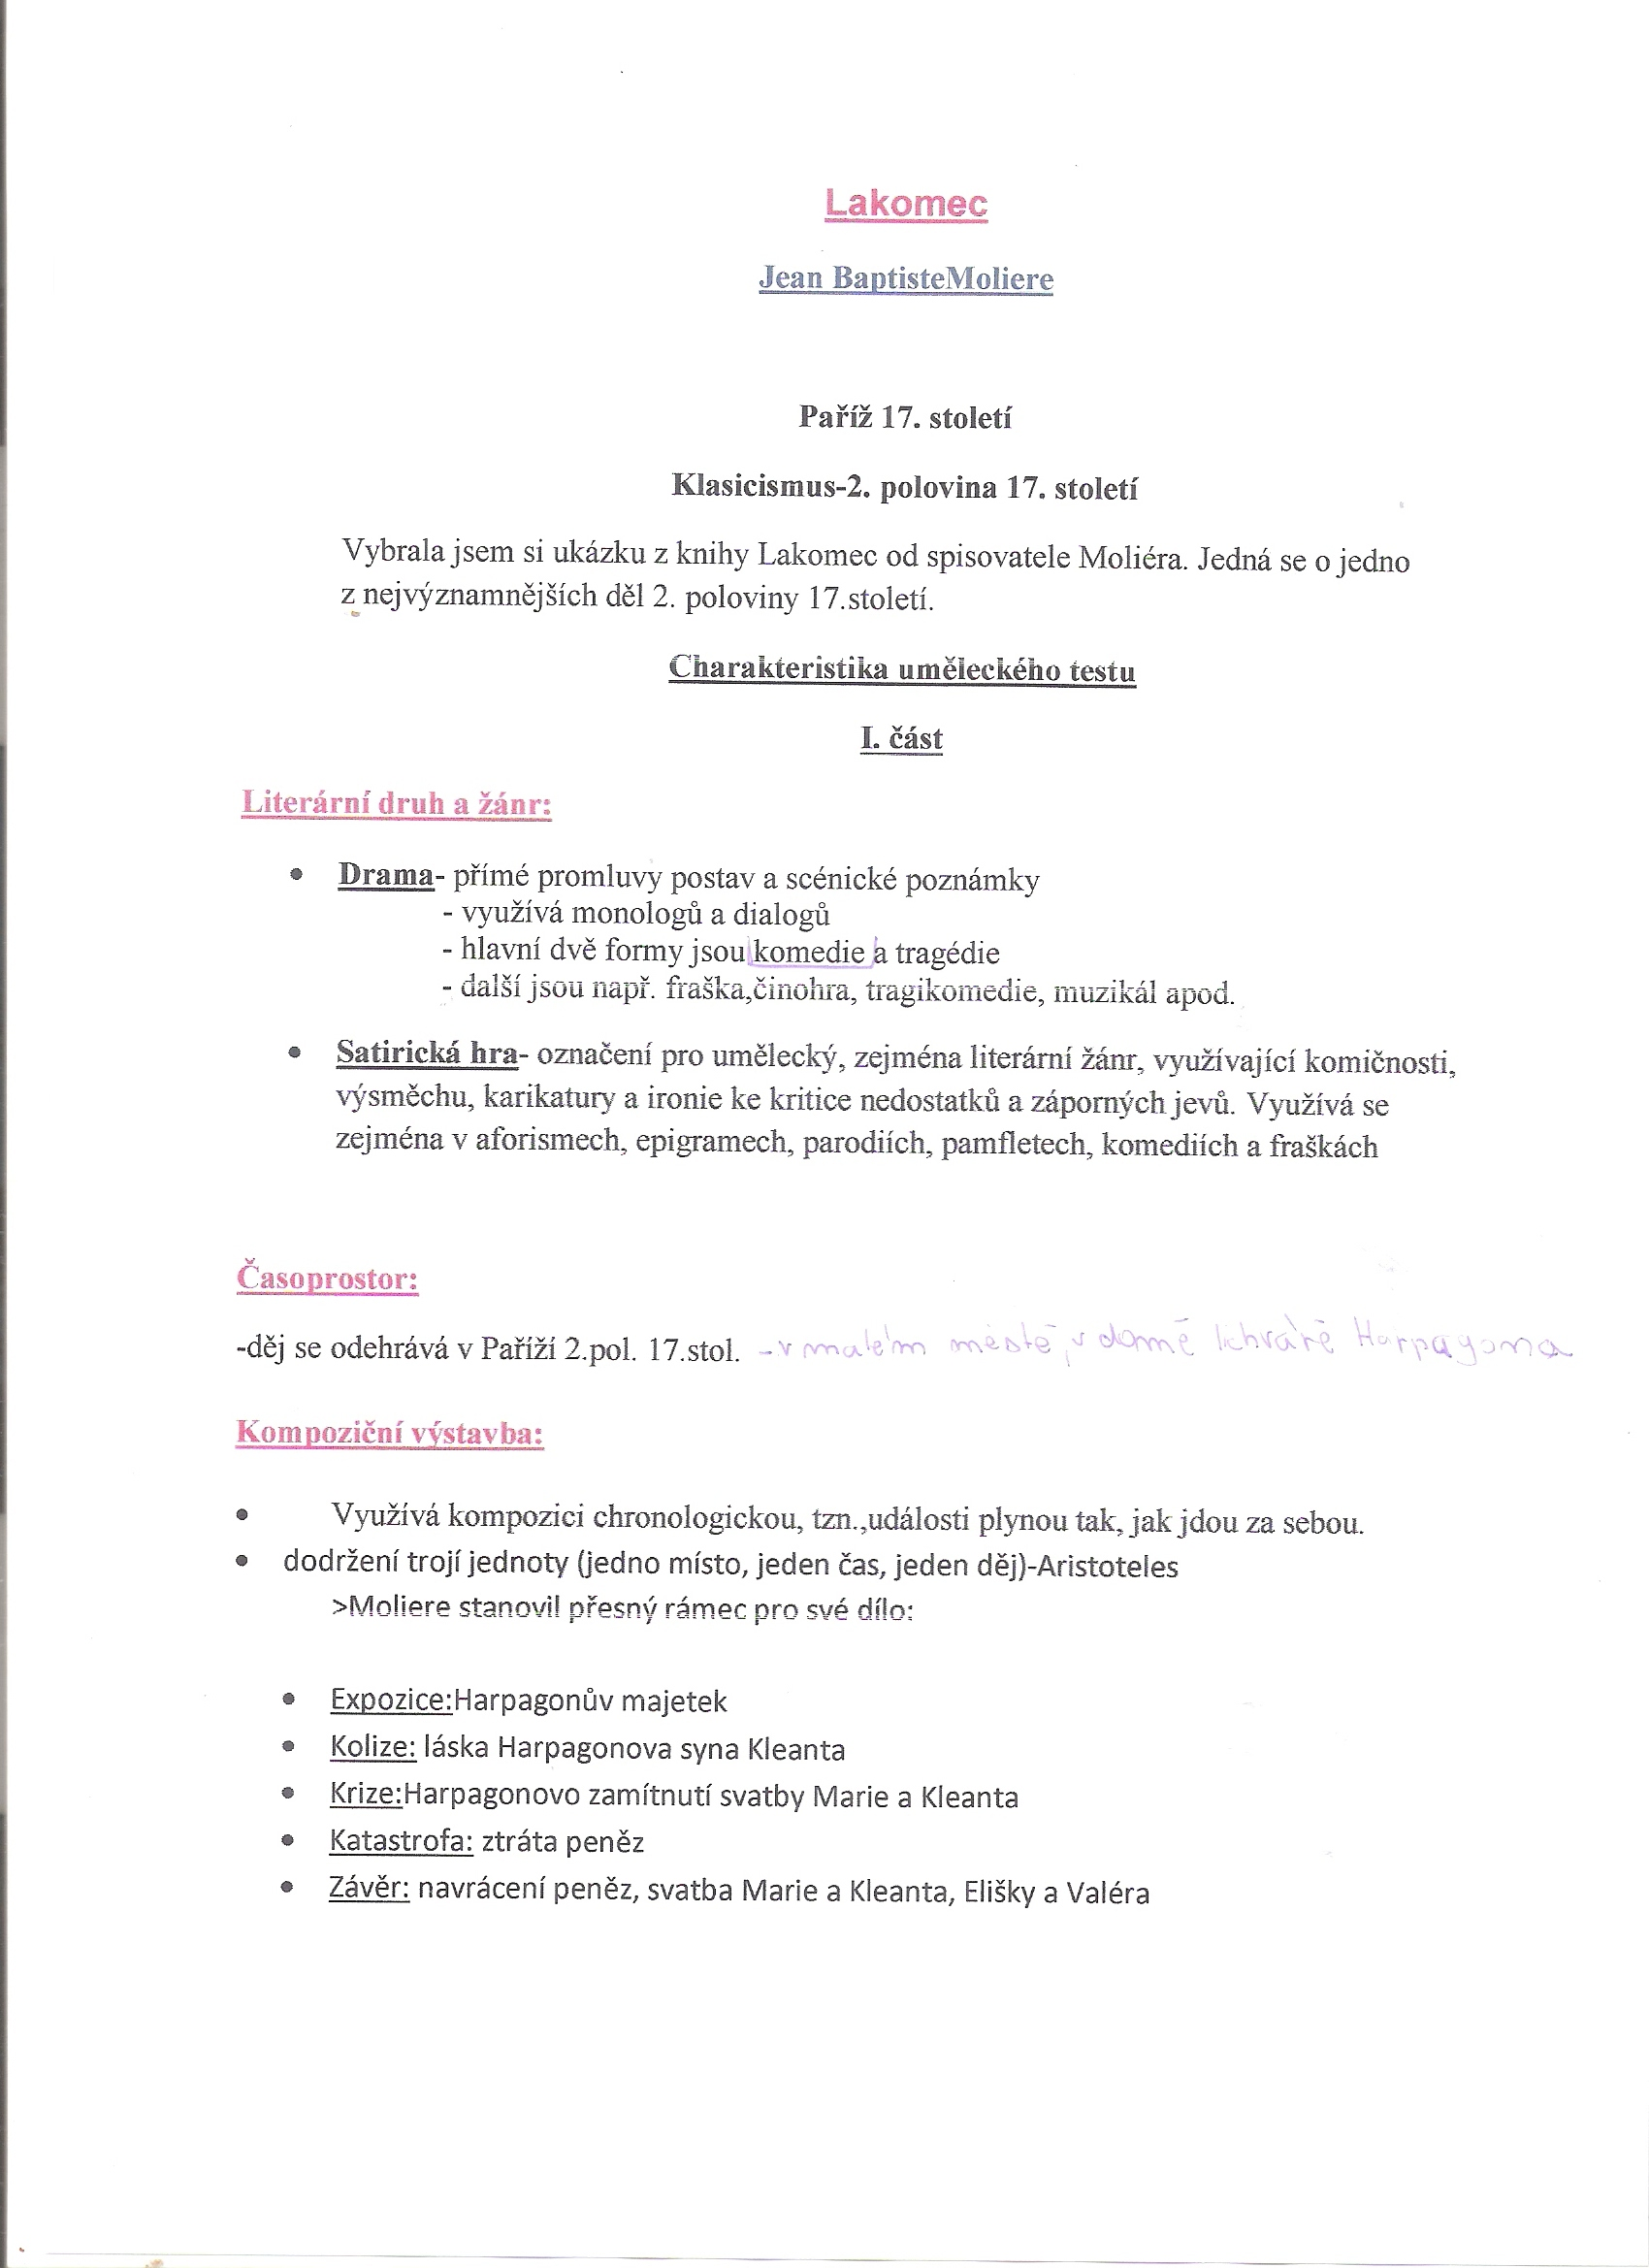 Lakomec
Jean BaptisteMoliere
Paříž 17. století
Klasicismus-2. polovina 17. století
Vybrala jsem si ukázku z knihy Lakomec od spisovatele Moliéra. Jedná se o jedno
z nejvýznamnějších děl 2. poloviny 17.století.
Charakteristika uměleckého testu
I. část
Literární druh a žánr:
• Drama- přímé promluvy postav a scénické poznámky
- využívá monologů a dialogů
- hlavní dvě formy jsou komedie a tragédie
- další jsou např. fraška,činohra, tragikomedie, muzikál apod.
• Satirická hra- označení pro umělecký, zejména literární žánr, využívající komičnosti,
výsměchu, karikatury a ironie ke kritice nedostatků a záporných jevů. Využívá se
zejména v aforismech, epigramech, parodiích, pamfletech, komediích a fraškách
Časoprostor:
-děj se odehrává v Paříží 2.pol. 17.stol. - v malém městě, v domě lichváře Harpagona
Kompoziční výstavba:
• Využívá kompozici chronologickou, tzn.,události plynou tak, jak jdou za sebou.
• dodržení trojí jednoty (jedno místo, jeden čas, jeden děj)-Aristoteles
>Moliere stanovil přesný rámec pro své dílo:
• Expozice:Harpagonův majetek
• Kolize: láska Harpagonova syna Kleanta
• Krize:Harpagonovo zamítnutí svatby Marie a Kleanta
• Katastrofa: ztráta peněz
• Závěr: navrácení peněz, svatba Marie a Kleanta, Elišky a Valéra